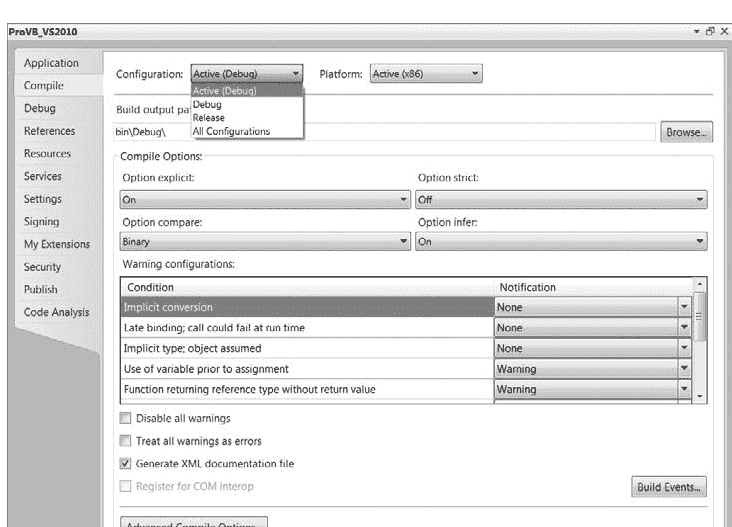 ProVB_VS2010
Application
Compile
Debug
References
Resources
Services
Settings
Signing
My Extensions
Security
Publish
Code Analysis
Configuration: Active (Debug) Platform: Active (x86)
Active (Debug)
Debug
Release
All Configurations
Build output pa
bin\Debug\ Browse...
Compile Options:
Option explicit: Option strict:
On Off
Option compare: Option infer:
Binary On
Warning configurations:
Condition Notification
Implicit conversion None
Late binding; call could fail at run time None
Implicit type; object assumed None
Use of variable prior to assignment Warning
Function returning reference type without return value Warning
Disable all warnings
Treat all warnings as errors
Generate XML documentation file
Register for COM interop
Build Events...
Advanced Compile Options...